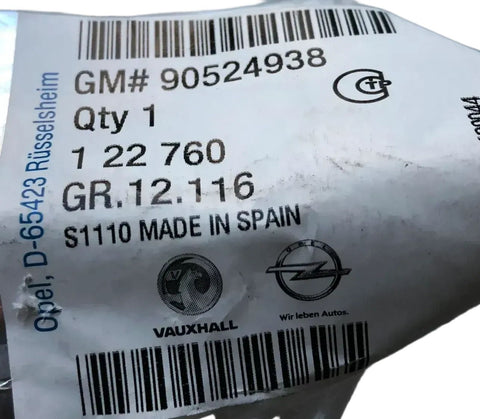 GM# 90524938
Qty 1
1 22 760
GR.12.116
S1110 MADE IN SPAIN
Opel, D-65423 Rüsselsheim
VAUXHALL
OPEL
Wir leben Autos.